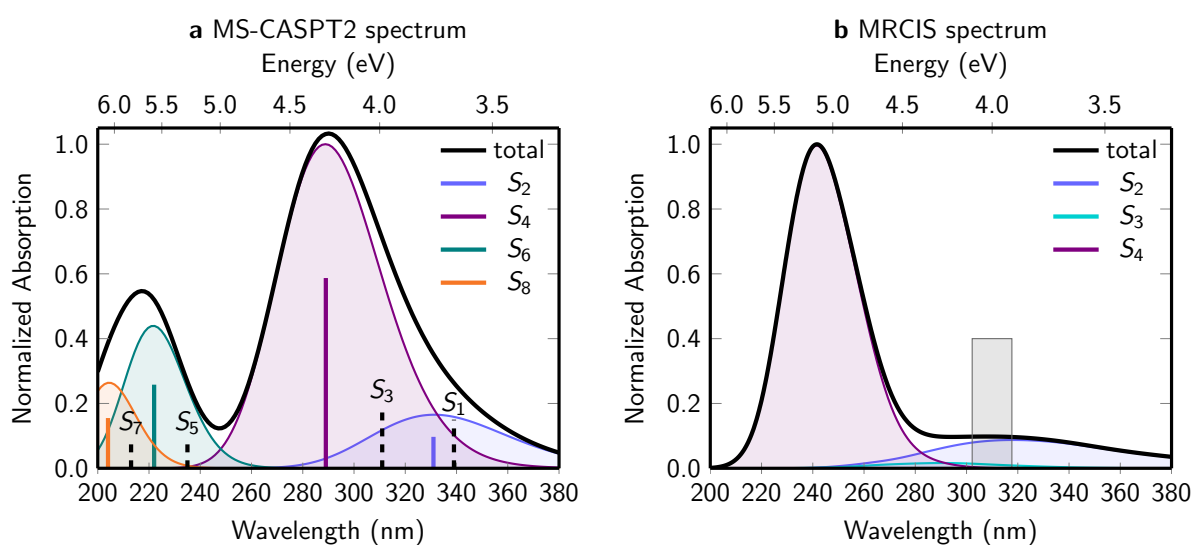 a MS-CASPT2 spectrum
Energy (eV)
6.0 5.5 5.0 4.5 4.0 3.5
Normalized Absorption
1.0
0.8
0.6
0.4
0.2
0.0
total
S2
S4
S6
S8
S7
S5
S3
S1
200 220 240 260 280 300 320 340 360 380
Wavelength (nm)
b MRCIS spectrum
Energy (eV)
6.0 5.5 5.0 4.5 4.0 3.5
Normalized Absorption
1.0
0.8
0.6
0.4
0.2
0.0
total
S2
S3
S4
200 220 240 260 280 300 320 340 360 380
Wavelength (nm)